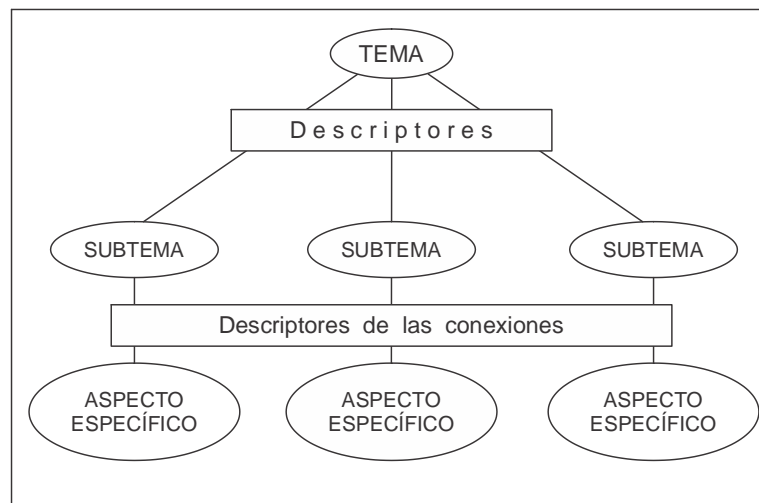 TEMA
Descriptores
SUBTEMA SUBTEMA SUBTEMA
Descriptores de las conexiones
ASPECTO ESPECÍFICO
ASPECTO ESPECÍFICO
ASPECTO ESPECÍFICO